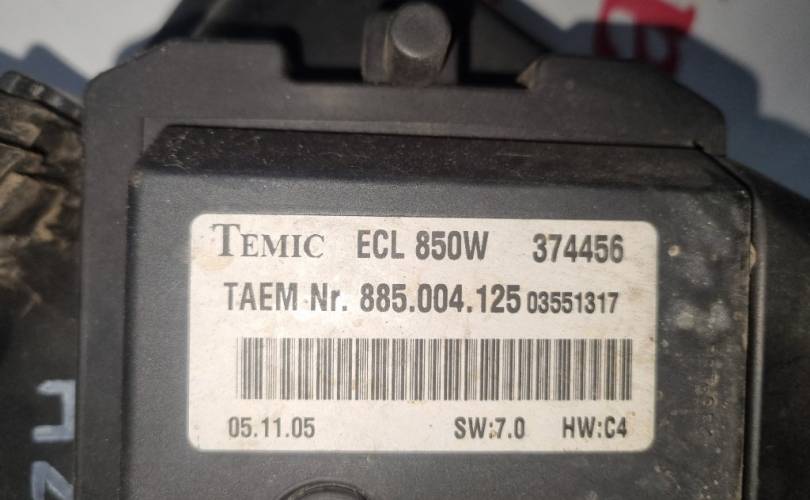 TEMIC ECL 850W 374456
TAEM Nr. 885.004.125 03551317
05.11.05 SW:7.0 HW:C4